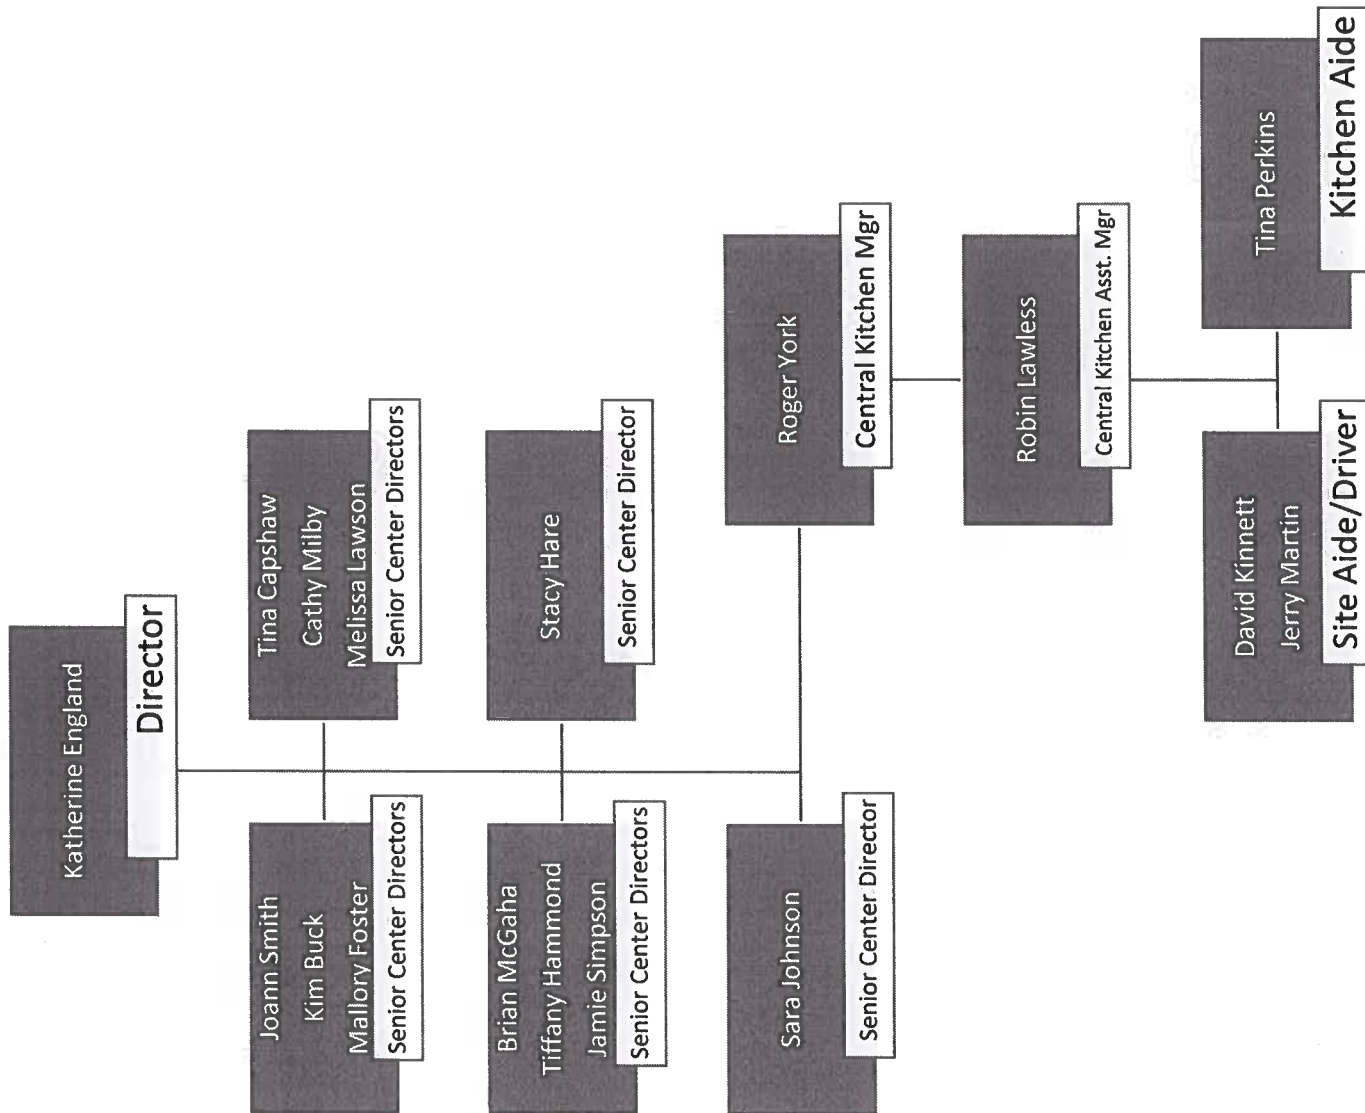 Katherine England
Director
Joann Smith
Kim Buck
Mallory Foster
Senior Center Directors
Tina Capshaw
Cathy Milby
Melissa Lawson
Senior Center Directors
Brian McGaha
Tiffany Hammond
Jamie Simpson
Senior Center Directors
Stacy Hare
Senior Center Director
Sara Johnson
Senior Center Director
Roger York
Central Kitchen Mgr
Robin Lawless
Central Kitchen Asst. Mgr
David Kinnett
Jerry Martin
Site Aide/Driver
Tina Perkins
Kitchen Aide